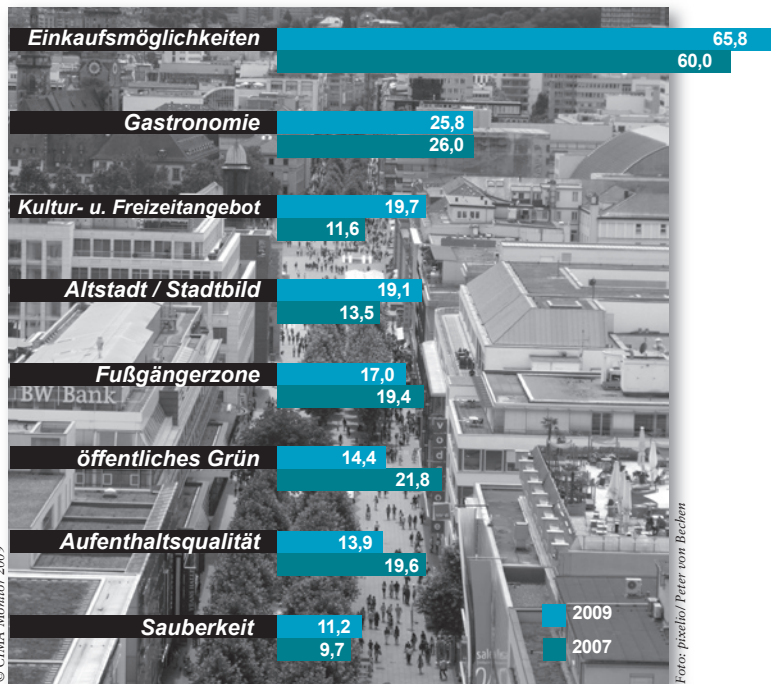 Einkaufsmöglichkeiten
65,8
60,0
Gastronomie
25,8
26,0
Kultur- u. Freizeitangebot
19,7
11,6
Altstadt / Stadtbild
19,1
13,5
Fußgängerzone
17,0
19,4
BW Bank
öffentliches Grün
14,4
21,8
Aufenthaltsqualität
13,9
19,6
Sauberkeit
11,2
9,7
2009
2007
© CIMA Monitor 2009
Foto: pixelio/ Peter von Bechen